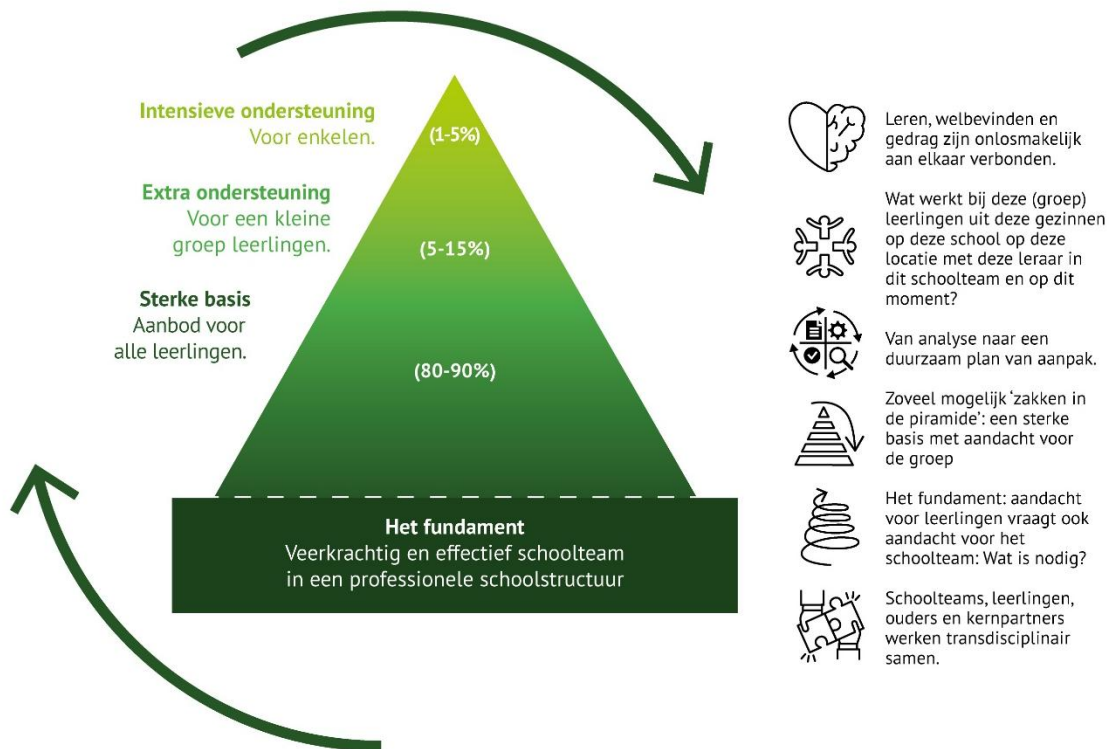 Intensieve ondersteuning
Voor enkelen.
(1-5%)
Extra ondersteuning
Voor een kleine
groep leerlingen.
(5-15%)
Sterke basis
Aanbod voor
alle leerlingen.
(80-90%)
Het fundament
Veerkrachtig en effectief schoolteam
in een professionele schoolstructuur
Leren, welbevinden en
gedrag zijn onlosmakelijk
aan elkaar verbonden.
Wat werkt bij deze (groep)
leerlingen uit deze gezinnen
op deze school op deze
locatie met deze leraar in
dit schoolteam en op dit
moment?
Van analyse naar een
duurzaam plan van aanpak.
Zoveel mogelijk ‘zakken in
de piramide’: een sterke
basis met aandacht voor
de groep
Het fundament: aandacht
voor leerlingen vraagt ook
aandacht voor het
schoolteam: Wat is nodig?
Schoolteams, leerlingen,
ouders en kernpartners
werken transdisciplinair
samen.